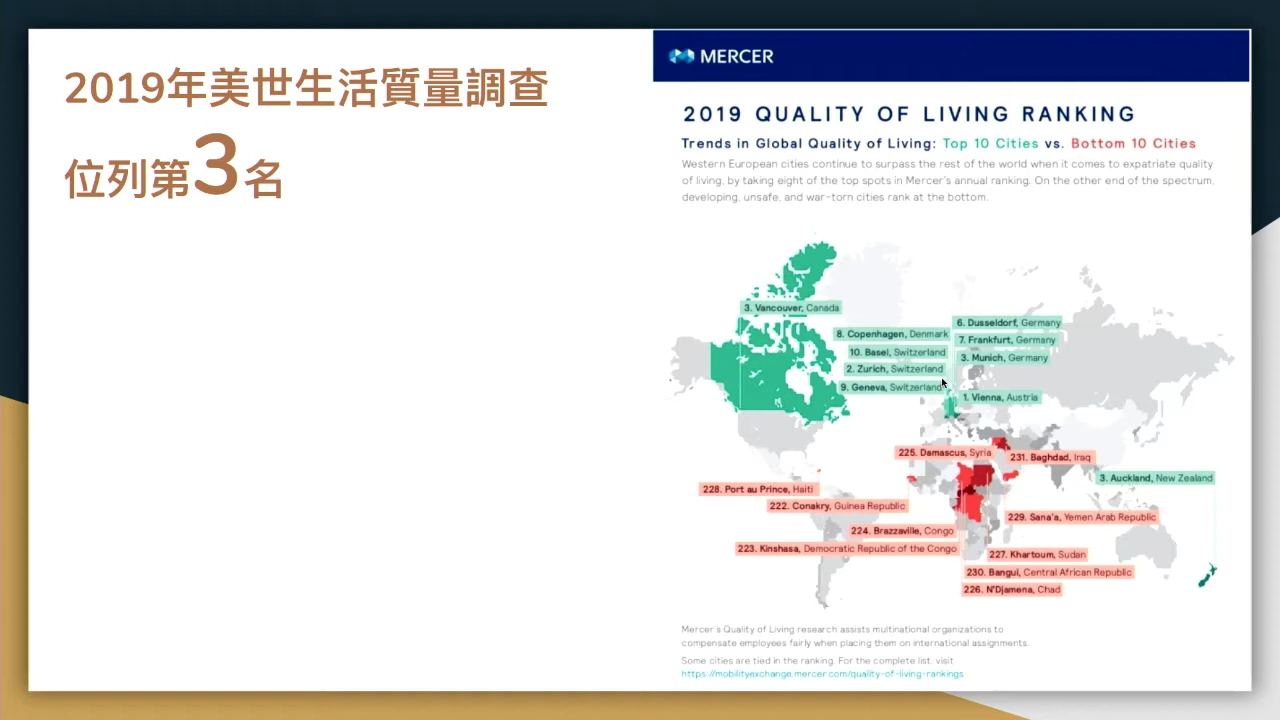 2019年美世生活質量調查
位列第3名
MERCER
2019 QUALITY OF LIVING RANKING
Trends in Global Quality of Living: Top 10 Cities vs. Bottom 10 Cities
Western European cities continue to surpass the rest of the world when it comes to expatriate quality
of living, by taking eight of the top spots in Mercer's annual ranking. On the other end of the spectrum,
developing, unsafe, and war-torn cities rank at the bottom.
3. Vancouver, Canada
8. Copenhagen, Denmark
10. Basel, Switzerland
2. Zurich, Switzerland
9. Geneva, Switzerland
6. Dusseldorf, Germany
7. Frankfurt, Germany
3. Munich, Germany
1. Vienna, Austria
225. Damascus, Syria
231. Baghdad, Iraq
3. Auckland, New Zealand
228. Port au Prince, Haiti
222. Conakry, Guinea Republic
224. Brazzaville, Congo
223. Kinshasa, Democratic Republic of the Congo
229. Sana'a, Yemen Arab Republic
227. Khartoum, Sudan
230. Bangui, Central African Republic
226. N'Djamena, Chad
Mercer's Quality of Living research assists multinational organizations to
compensate employees fairly when placing them on international assignments.
Some cities are tied in the ranking. For the complete list, visit
https://mobilityexchange.mercer.com/quality-of-living-rankings